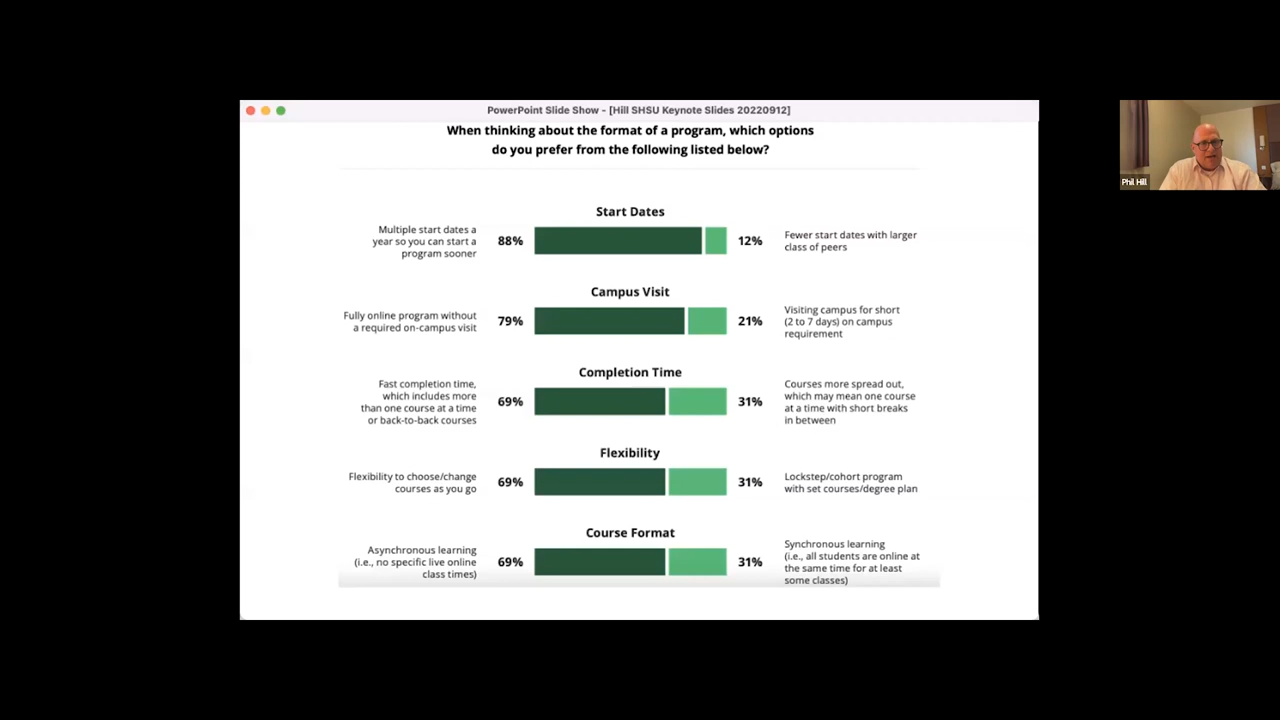 PowerPoint Slide Show - [Hill SHSU Keynote Slides 20220912]
When thinking about the format of a program, which options
do you prefer from the following listed below?
Start Dates
Multiple start dates a
year so you can start a
program sooner
88%
12%
Fewer start dates with larger
class of peers
Campus Visit
Fully online program without
a required on-campus visit
79%
21%
Visiting campus for short
(2 to 7 days) on campus
requirement
Completion Time
Fast completion time,
which includes more
than one course at a time
or back-to-back courses
69%
31%
Courses more spread out,
which may mean one course
at a time with short breaks
in between
Flexibility
Flexibility to choose/change
courses as you go
69%
31%
Lockstep/cohort program
with set courses/degree plan
Course Format
Asynchronous learning
(i.e., no specific live online
class times)
69%
31%
Synchronous learning
(i.e., all students are online at
the same time for at least
some classes)
Phil Hill